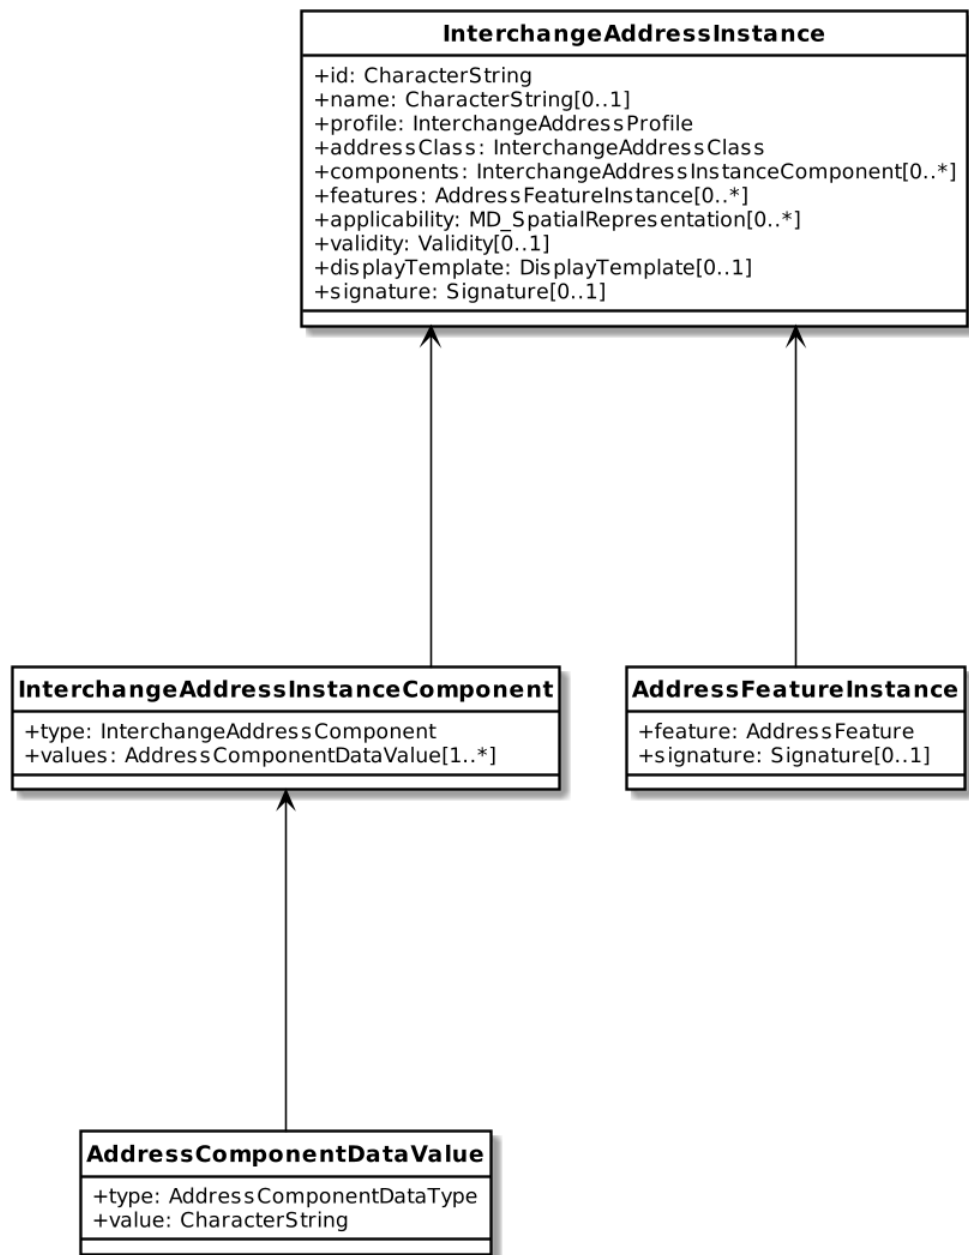 InterchangeAddressInstance
+id: CharacterString
+name: CharacterString[0..1]
+profile: InterchangeAddressProfile
+addressClass: InterchangeAddressClass
+components: InterchangeAddressInstanceComponent[0..*]
+features: AddressFeatureInstance[0..*]
+applicability: MD_SpatialRepresentation[0..*]
+validity: Validity[0..1]
+displayTemplate: DisplayTemplate[0..1]
+signature: Signature[0..1]
InterchangeAddressInstanceComponent
+type: InterchangeAddressComponent
+values: AddressComponentDataValue[1..*]
AddressFeatureInstance
+feature: AddressFeature
+signature: Signature[0..1]
AddressComponentDataValue
+type: AddressComponentDataType
+value: CharacterString